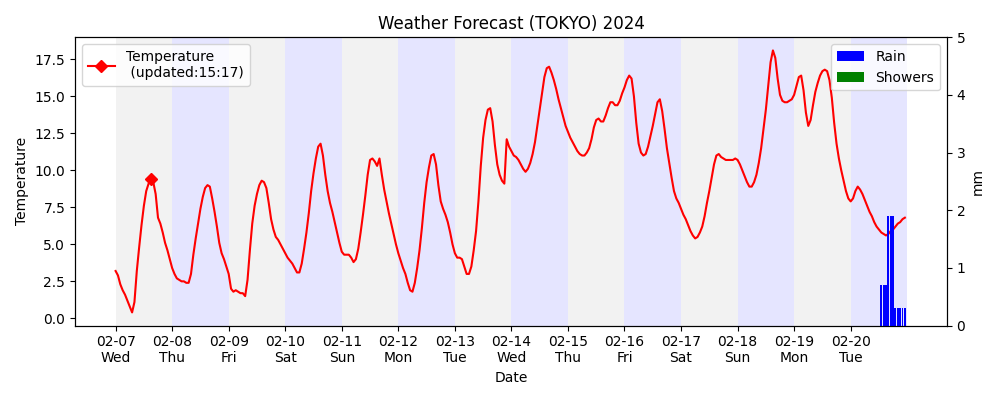 Weather Forecast (TOKYO) 2024
Temperature
(updated:15:17)
Rain
Showers
Temperature
17.5
15.0
12.5
10.0
7.5
5.0
2.5
0.0
5
4
3
2
1
0
mm
02-07 02-08 02-09 02-10 02-11 02-12 02-13 02-14 02-15 02-16 02-17 02-18 02-19 02-20
Wed Thu Fri Sat Sun Mon Tue Wed Thu Fri Sat Sun Mon Tue
Date